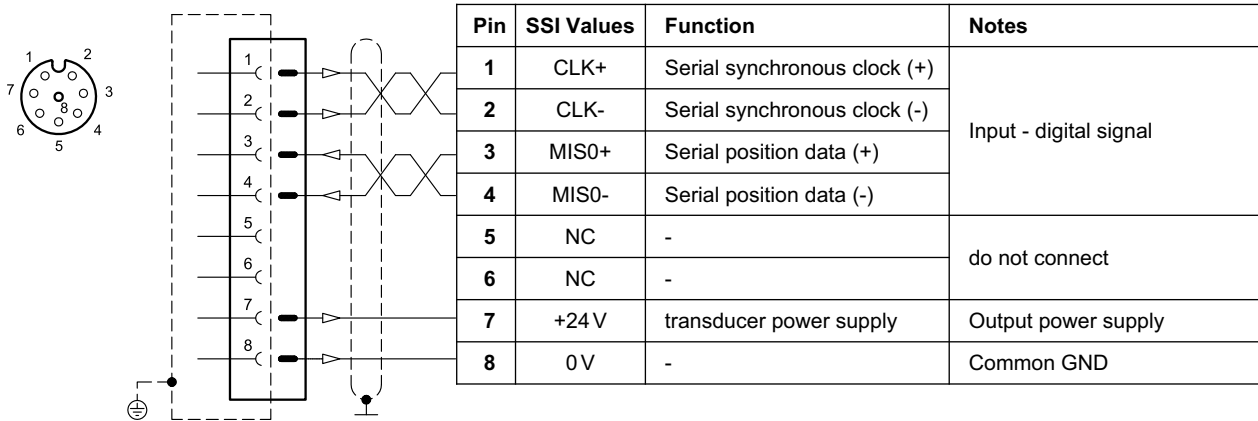 1 2
7 8 3
6 4
5
1
2
3
4
5
6
7
8
Pin SSI Values Function Notes
1 CLK+ Serial synchronous clock (+)
2 CLK- Serial synchronous clock (-)
Input - digital signal
3 MIS0+ Serial position data (+)
4 MIS0- Serial position data (-)
5 NC -
do not connect
6 NC -
7 +24 V transducer power supply Output power supply
8 0 V - Common GND